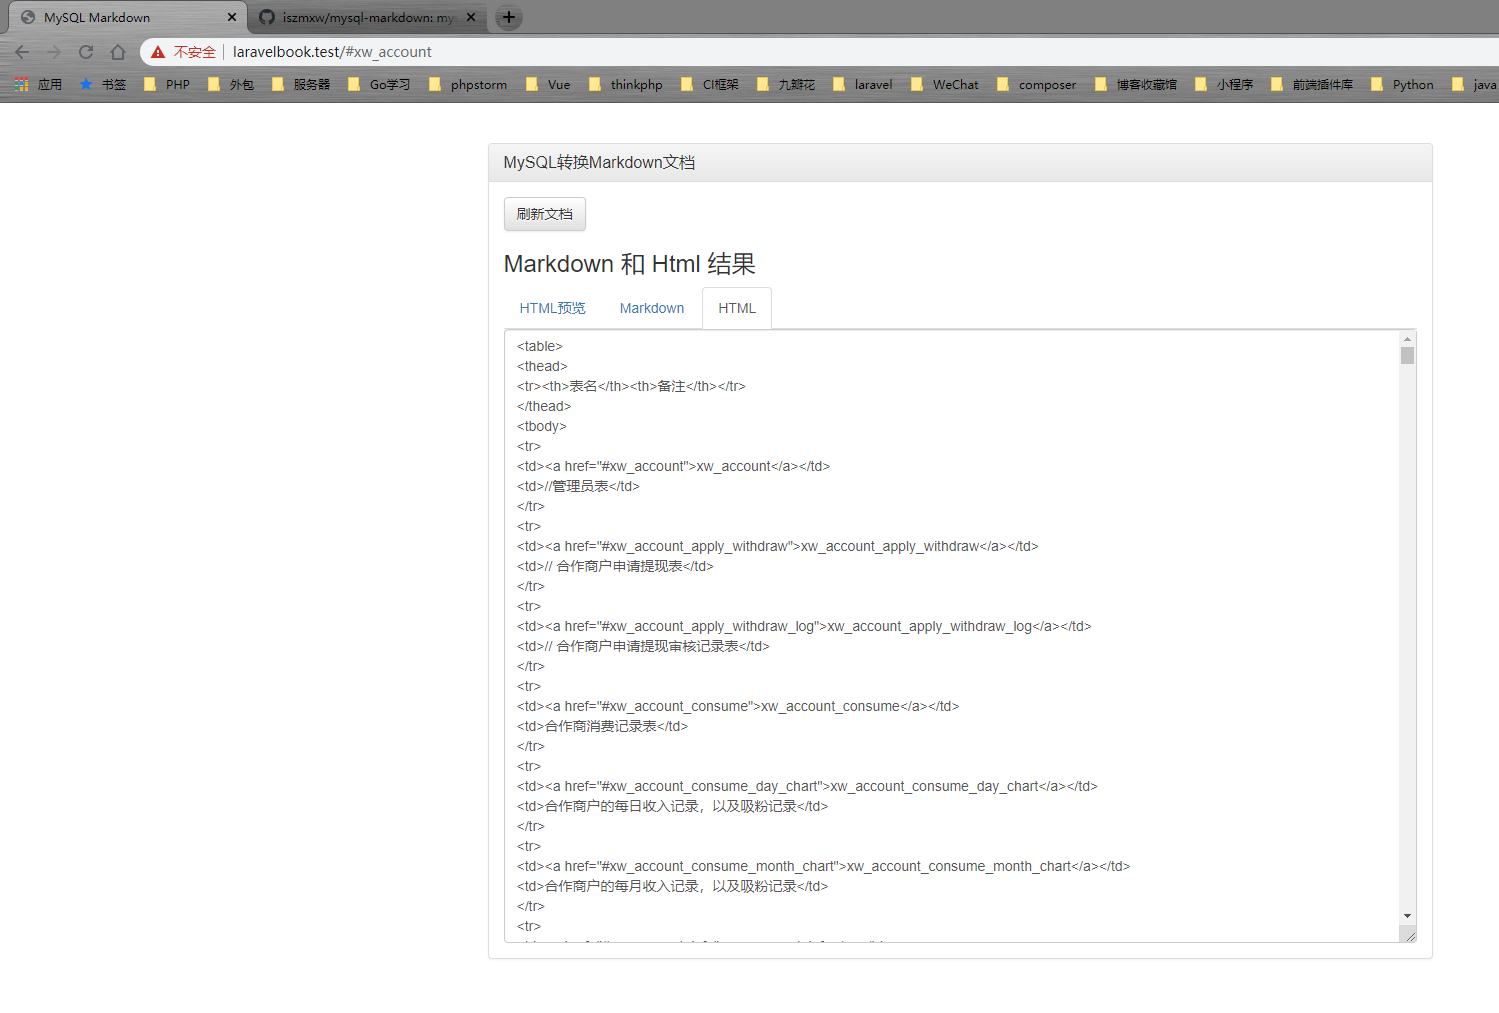 MySQL Markdown
iszmxw/mysql-markdown: my
不安全 laravelbook.test/#xw_account
应用 书签 PHP 外包 服务器 Go学习 phpstorm Vue thinkphp CI框架 九瓣花 laravel WeChat composer 博客收藏馆 小程序 前端插件库 Python java
MySQL转换Markdown文档
刷新文档
Markdown 和 Html 结果
HTML预览 Markdown HTML
<table>
<thead>
<tr><th>表名</th><th>备注</th></tr>
</thead>
<tbody>
<tr>
<td><a href="#xw_account">xw_account</a></td>
<td>//管理员表</td>
</tr>
<tr>
<td><a href="#xw_account_apply_withdraw">xw_account_apply_withdraw</a></td>
<td>// 合作商户申请提现表</td>
</tr>
<tr>
<td><a href="#xw_account_apply_withdraw_log">xw_account_apply_withdraw_log</a></td>
<td>// 合作商户申请提现审核记录表</td>
</tr>
<tr>
<td><a href="#xw_account_consume">xw_account_consume</a></td>
<td>合作商消费记录表</td>
</tr>
<tr>
<td><a href="#xw_account_consume_day_chart">xw_account_consume_day_chart</a></td>
<td>合作商户的每日收入记录，以及吸粉记录</td>
</tr>
<tr>
<td><a href="#xw_account_consume_month_chart">xw_account_consume_month_chart</a></td>
<td>合作商户的每月收入记录，以及吸粉记录</td>
</tr>
<tr>